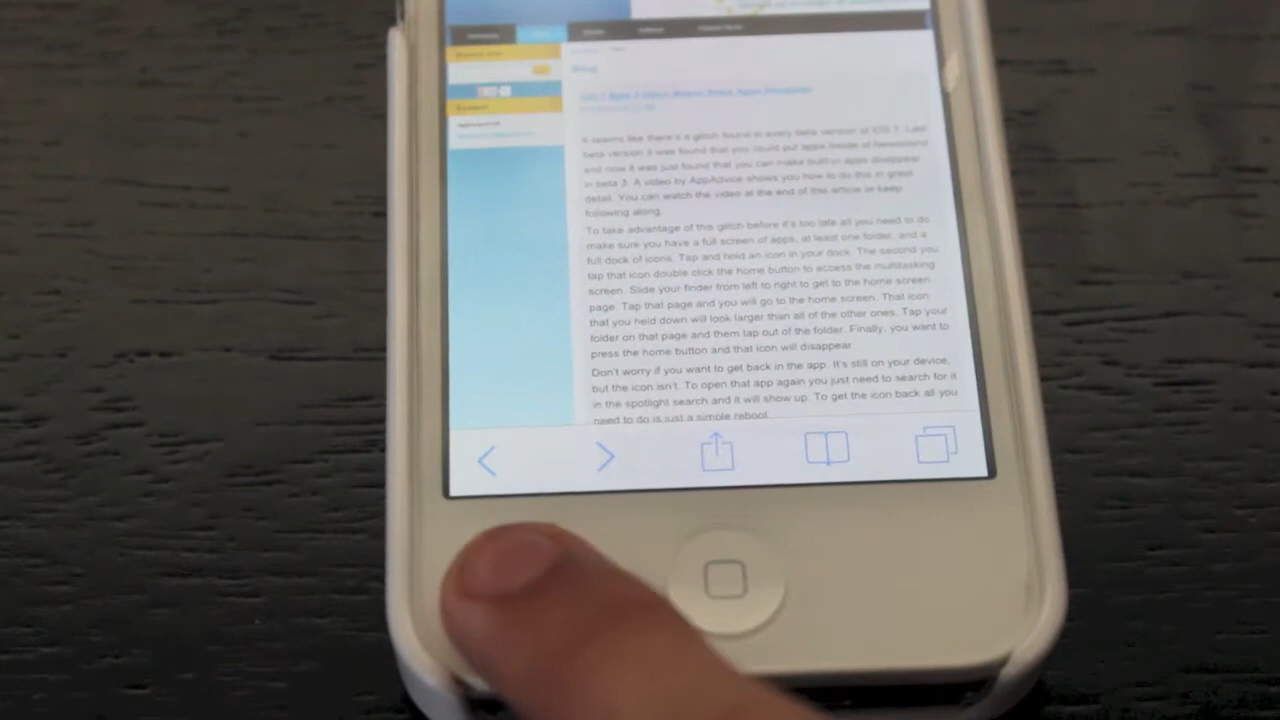 Blog
iOS 7 Beta 3 Glitch Makes Stock Apps Disappear
It seems like there's a glitch found in every beta version of iOS 7. Last
beta version it was found that you could put apps inside of Newsstand
and now it was just found that you can make built-in apps disappear
in beta 3. A video by AppAdvice shows you how to do this in great
detail. You can watch the video at the end of this article or keep
following along.
To take advantage of this glitch before it's too late all you need to do
make sure you have a full screen of apps, at least one folder, and a
full dock of icons. Tap and hold an icon in your dock. The second you
tap that icon double click the home button to access the multitasking
screen. Slide your finder from left to right to get to the home screen
page. Tap that page and you will go to the home screen. That icon
that you held down will look larger than all of the other ones. Tap your
folder on that page and them tap out of the folder. Finally, you want to
press the home button and that icon will disappear
Don't worry if you want to get back in the app. It's still on your device,
but the icon isn't. To open that app again you just need to search for it
in the spotlight search and it will show up. To get the icon back all you
need to do is just a simple reboot